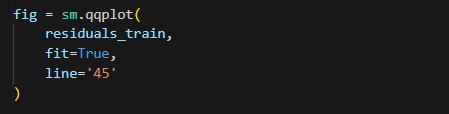 fig = sm.qqplot(
    residuals_train,
    fit=True,
    line='45'
)